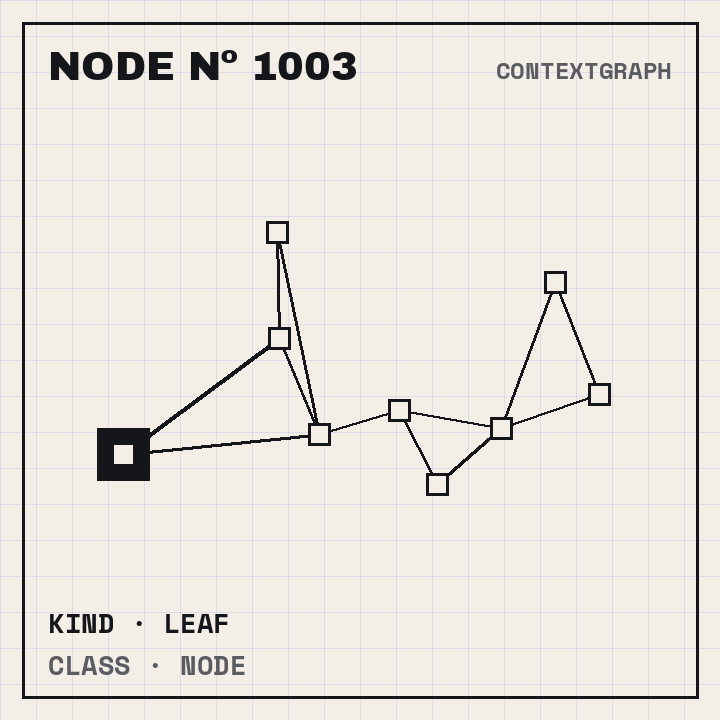 NODE Nº 1003
CONTEXTGRAPH
KIND · LEAF
CLASS · NODE